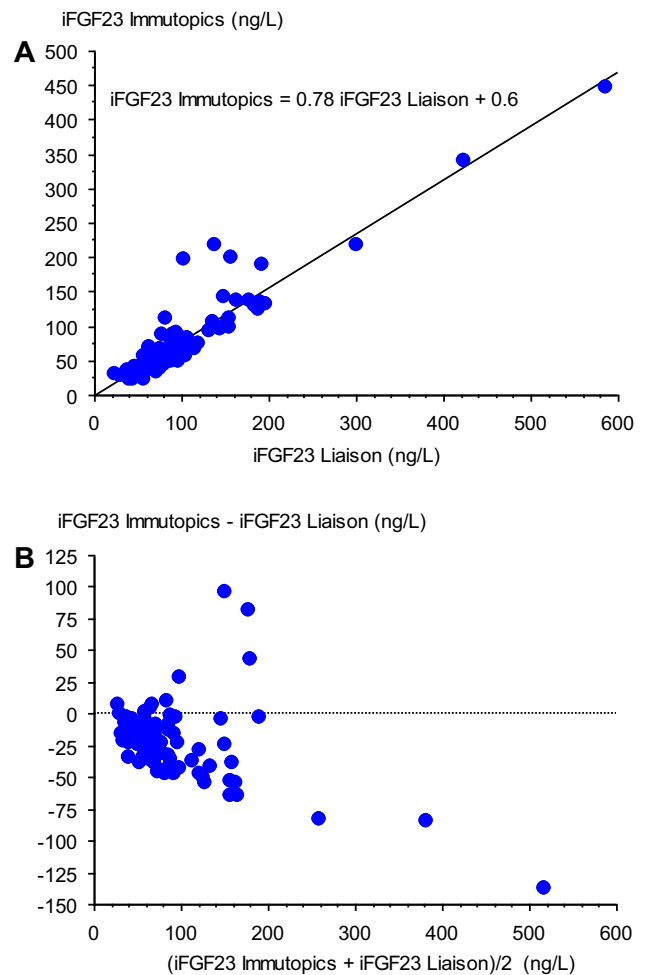 iFGF23 Immutopics (ng/L)
A
500
450
400
350
300
250
200
150
100
50
0
iFGF23 Immutopics = 0.78 iFGF23 Liaison + 0.6
0 100 200 300 400 500 600
iFGF23 Liaison (ng/L)
iFGF23 Immutopics - iFGF23 Liaison (ng/L)
B
125
100
75
50
25
0
-25
-50
-75
-100
-125
-150
0 100 200 300 400 500 600
(iFGF23 Immutopics + iFGF23 Liaison)/2 (ng/L)